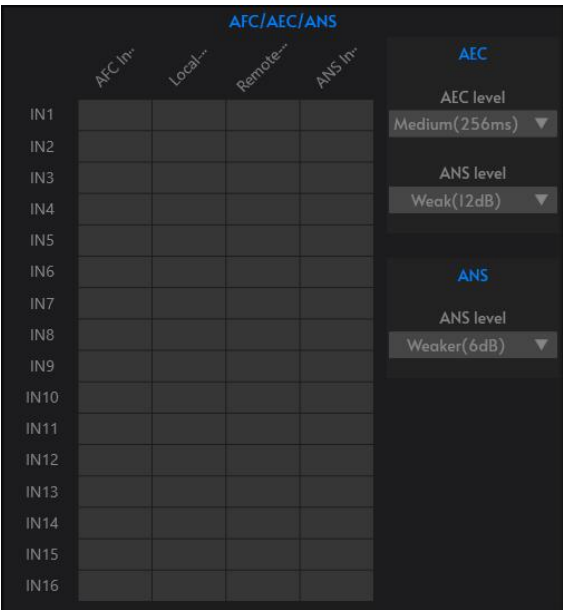 AFC/AEC/ANS
AFC In··
Local-··
Remote-··
ANS In··
IN1
IN2
IN3
IN4
IN5
IN6
IN7
IN8
IN9
IN10
IN11
IN12
IN13
IN14
IN15
IN16
AEC
AEC level
Medium(256ms)
ANS level
Weak(12dB)
ANS
ANS level
Weaker(6dB)